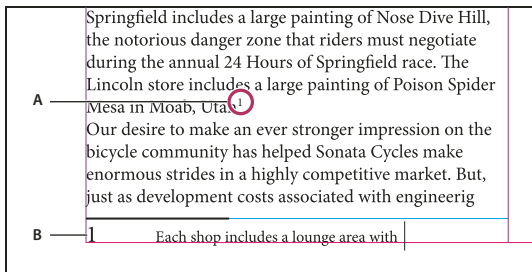 Springfield includes a large painting of Nose Dive Hill,
the notorious danger zone that riders must negotiate
during the annual 24 Hours of Springfield race. The
Lincoln store includes a large painting of Poison Spider
A Mesa in Moab, Utah1
Our desire to make an ever stronger impression on the
bicycle community has helped Sonata Cycles make
enormous strides in a highly competitive market. But,
just as development costs associated with engineerig
B 1 Each shop includes a lounge area with